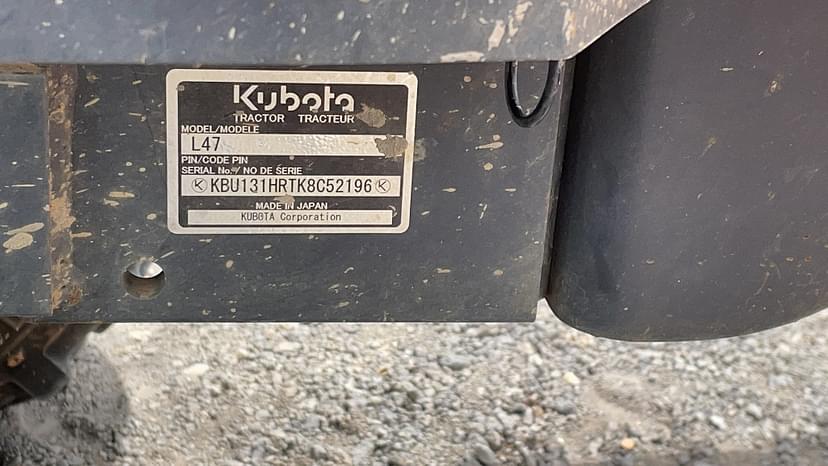 Kubota
TRACTOR TRACTEUR
MODEL/MODELE
L47
PIN/CODE PIN
SERIAL No. / NO DE SERIE
KBU131HRTK8C52196
MADE IN JAPAN
KUBOTA Corporation